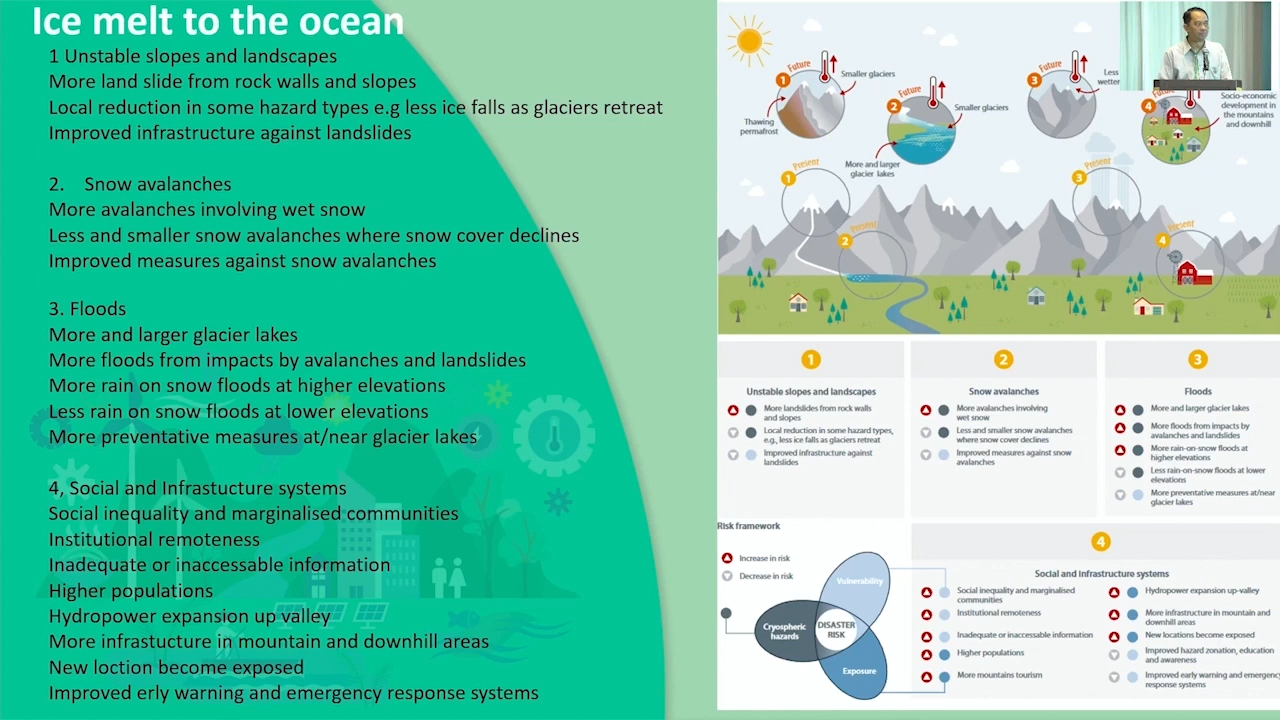 Ice melt to the ocean
1 Unstable slopes and landscapes
More land slide from rock walls and slopes
Local reduction in some hazard types e.g less ice falls as glaciers retreat
Improved infrastructure against landslides
2. Snow avalanches
More avalanches involving wet snow
Less and smaller snow avalanches where snow cover declines
Improved measures against snow avalanches
3. Floods
More and larger glacier lakes
More floods from impacts by avalanches and landslides
More rain on snow floods at higher elevations
Less rain on snow floods at lower elevations
More preventative measures at/near glacier lakes
4, Social and Infrastucture systems
Social inequality and marginalised communities
Institutional remoteness
Inadequate or inaccessable information
Higher populations
Hydropower expansion up valley
More infrastructure in mountain and downhill areas
New loction become exposed
Improved erly warning and emergency response systems
Future
1
Smaller glaciers
Thawing
permafrost
Future
2
Smaller glaciers
More and larger
glacier lakes
Future
3
Less
wetter
Future
4
Socio-economic
development in
the mountains
and downhill
Present
1
Present
2
Present
3
Present
4
1
Unstable slopes and landscapes
More landslides from rock walls
and slopes
Local reduction in some hazard types,
e.g., less ice falls as glaciers retreat
Improved infrastructure against
landslides
2
Snow avalanches
More avalanches involving
wet snow
Less and smaller snow avalanches
where snow cover declines
Improved measures against snow
avalanches
3
Floods
More and larger glacier lakes
More floods from impacts by
avalanches and landslides
More rain-on-snow floods at
higher elevations
Less rain-on-snow floods at lower
elevations
More preventative measures at/near
glacier lakes
Risk framework
Increase in risk
Decrease in risk
Vulnerability
Cryospheric
hazards
DISASTER
RISK
Exposure
4
Social and infrastructure systems
Social inequality and marginalised
communities
Institutional remoteness
Inadequate or inaccessable information
Higher populations
More mountains tourism
Hydropower expansion up-valley
More infrastructure in mountain and
downhill areas
New locations become exposed
Improved hazard zonation, education
and awareness
Improved early warning and emergency
response systems